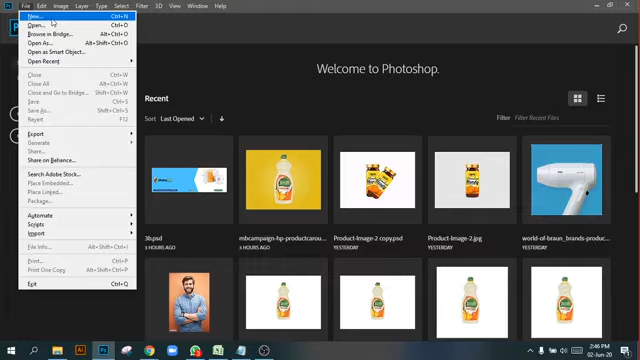 File Edit Image Layer Type Select Filter 3D View Window Help
New... Ctrl+N
Open... Ctrl+O
Browse in Bridge... Alt+Ctrl+O
Open As... Alt+Shift+Ctrl+O
Open as Smart Object...
Open Recent
Close Ctrl+W
Close All Alt+Ctrl+W
Close and Go to Bridge... Shift+Ctrl+W
Save Ctrl+S
Save As... Shift+Ctrl+S
Revert F12
Export
Generate
Share...
Share on Behance...
Search Adobe Stock...
Place Embedded...
Place Linked...
Package...
Automate
Scripts
Import
File Info... Alt+Shift+Ctrl+I
Print... Ctrl+P
Print One Copy Alt+Shift+Ctrl+P
Exit Ctrl+Q
Welcome to Photoshop.
Recent
Sort Last Opened
Filter Filter Recent Files
3b.psd
3 HOURS AGO
mbcampaign-hp-productcarou...
3 HOURS AGO
Product-Image-2 copy.psd
YESTERDAY
Product-Image-2.jpg
YESTERDAY
world-of-braun_brands-produc...
YESTERDAY
2:46 PM
02-Jun-20